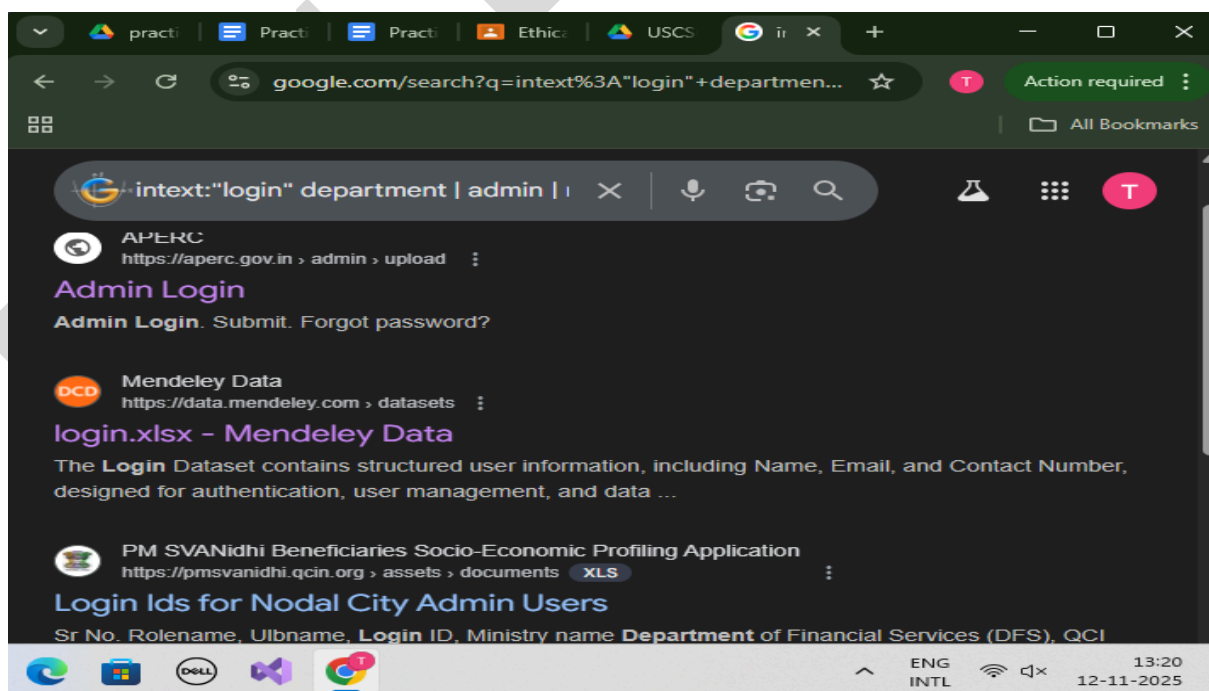 practi
Practi
Practi
Ethica
USCS
google.com/search?q=intext%3A"login"+departmen...
T
Action required
All Bookmarks
intext:"login" department | admin |
T
APERC
https://aperc.gov.in › admin › upload
Admin Login
Admin Login. Submit. Forgot password?
DCD
Mendeley Data
https://data.mendeley.com › datasets
login.xlsx - Mendeley Data
The Login Dataset contains structured user information, including Name, Email, and Contact Number,
designed for authentication, user management, and data ...
PM SVANidhi Beneficiaries Socio-Economic Profiling Application
https://pmsvanidhi.qcin.org › assets › documents XLS
Login Ids for Nodal City Admin Users
Sr No. Rolename, Ulbname, Login ID, Ministry name Department of Financial Services (DFS), QCI
DELL
T
ENG
INTL
13:20
12-11-2025